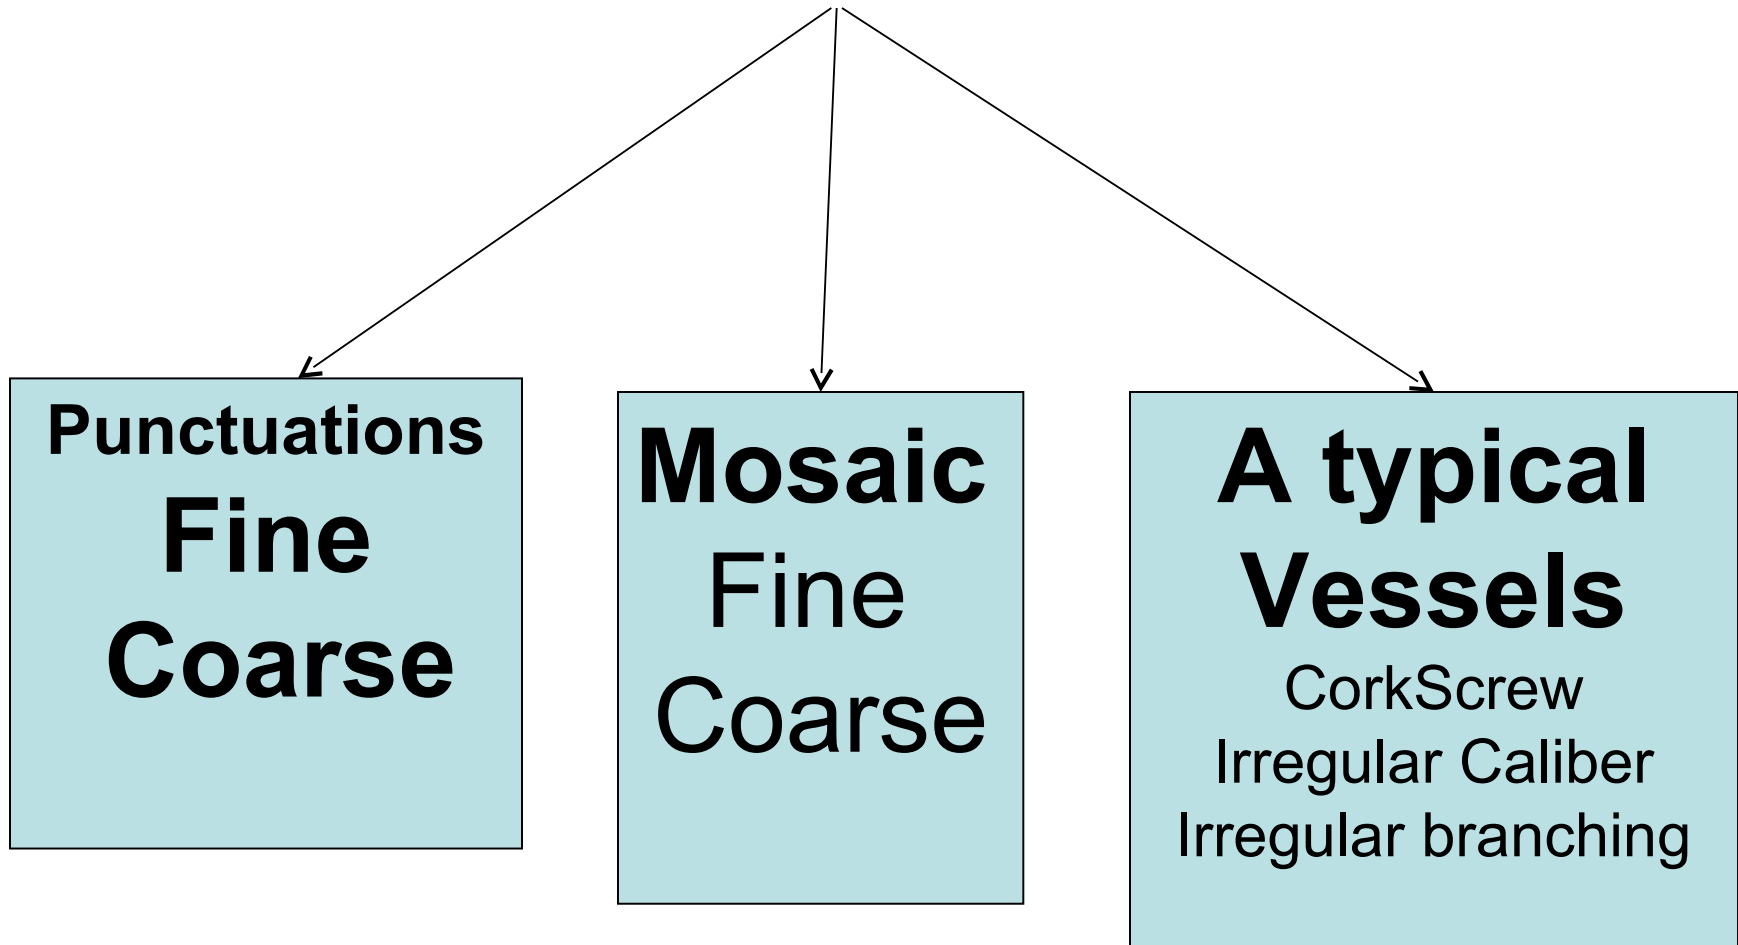 Punctuations
Fine
Coarse
Mosaic
Fine
Coarse
A typical
Vessels
CorkScrew
Irregular Caliber
Irregular branching